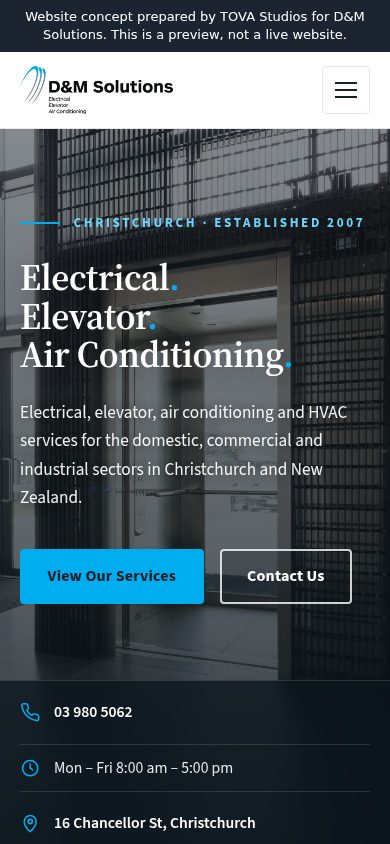 Website concept prepared by TOVA Studios for D&M
Solutions. This is a preview, not a live website.
D&M Solutions
Electrical
Elevator
Air Conditioning
CHRISTCHURCH · ESTABLISHED 2007
Electrical.
Elevator.
Air Conditioning.
Electrical, elevator, air conditioning and HVAC
services for the domestic, commercial and
industrial sectors in Christchurch and New
Zealand.
View Our Services
Contact Us
03 980 5062
Mon – Fri 8:00 am – 5:00 pm
16 Chancellor St, Christchurch